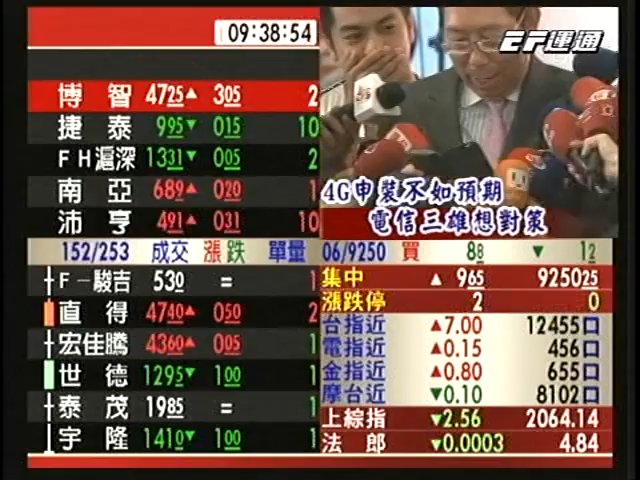 09:38:54
EF運通
博智 4725▲ 305 2
捷泰 995▼ 015 10
FH滬深 1331▼ 005 2
南亞 689▲ 020 1
沛亨 491▲ 031 10
4G申裝不如預期
電信三雄想對策
152/253 成交 漲跌 單量 06/9250 買 88 ▼ 12
F－駿吉 530 = 1
直得 4740▲ 050 2
宏佳騰 4360▲ 005 1
世德 1295▼ 100 1
泰茂 1985 = 1
宇隆 1410▼ 100 1
集中 ▲ 965 925025
漲跌停 2 0
台指近 ▲7.00 12455口
電指近 ▲0.15 456口
金指近 ▲0.80 655口
摩台近 ▼0.10 8102口
上綜指 ▼2.56 2064.14
法郎 ▼0.0003 4.84